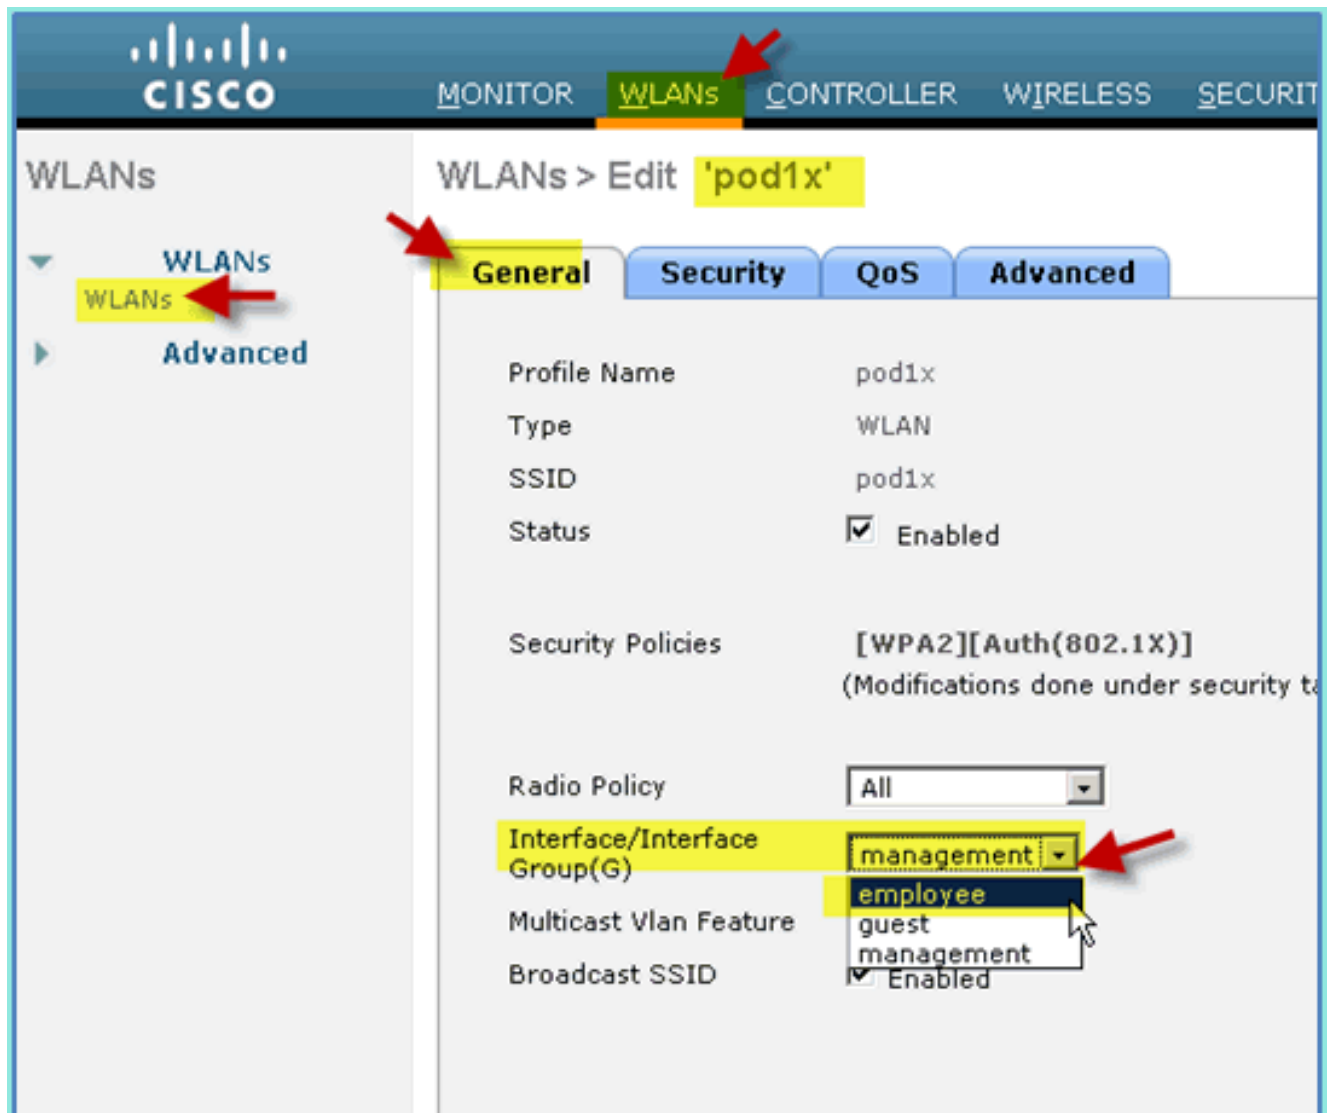 CISCO
MONITOR WLANs CONTROLLER WIRELESS SECURIT
WLANs
WLANs > Edit 'pod1x'
WLANs
WLANs
Advanced
General Security QoS Advanced
Profile Name pod1x
Type WLAN
SSID pod1x
Status Enabled
Security Policies [WPA2][Auth(802.1X)]
(Modifications done under security ta
Radio Policy All
Interface/Interface
Group(G) management
employee
Multicast Vlan Feature guest
management
Broadcast SSID Enabled